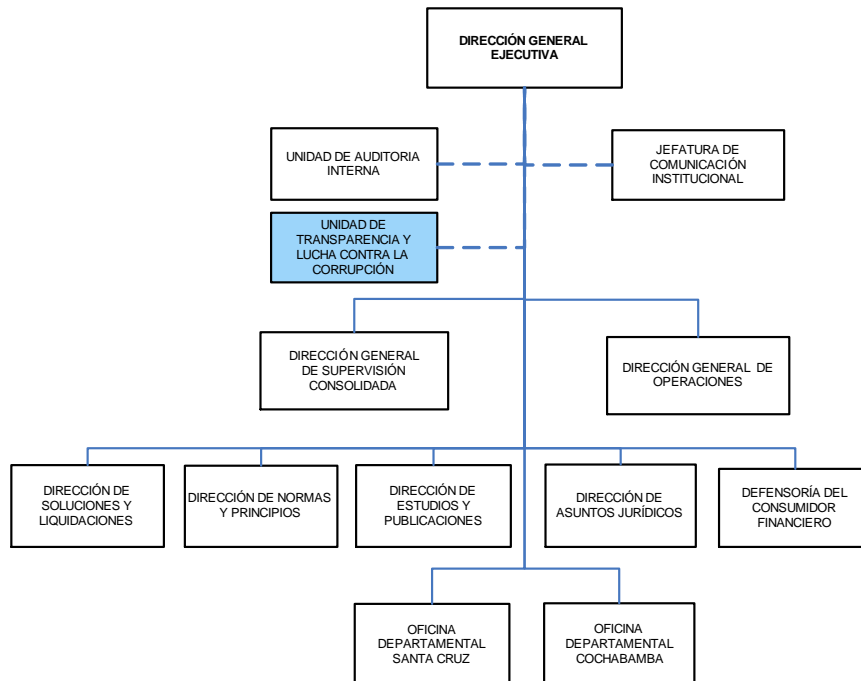 DIRECCIÓN GENERAL
EJECUTIVA
UNIDAD DE AUDITORIA
INTERNA
JEFATURA DE
COMUNICACIÓN
INSTITUCIONAL
UNIDAD DE
TRANSPARENCIA Y
LUCHA CONTRA LA
CORRUPCIÓN
DIRECCIÓN GENERAL
DE SUPERVISIÓN
CONSOLIDADA
DIRECCIÓN GENERAL DE
OPERACIONES
DIRECCIÓN DE
SOLUCIONES Y
LIQUIDACIONES
DIRECCIÓN DE NORMAS
Y PRINCIPIOS
DIRECCIÓN DE
ESTUDIOS Y
PUBLICACIONES
DIRECCIÓN DE
ASUNTOS JURÍDICOS
DEFENSORÍA DEL
CONSUMIDOR
FINANCIERO
OFICINA
DEPARTAMENTAL
SANTA CRUZ
OFICINA
DEPARTAMENTAL
COCHABAMBA